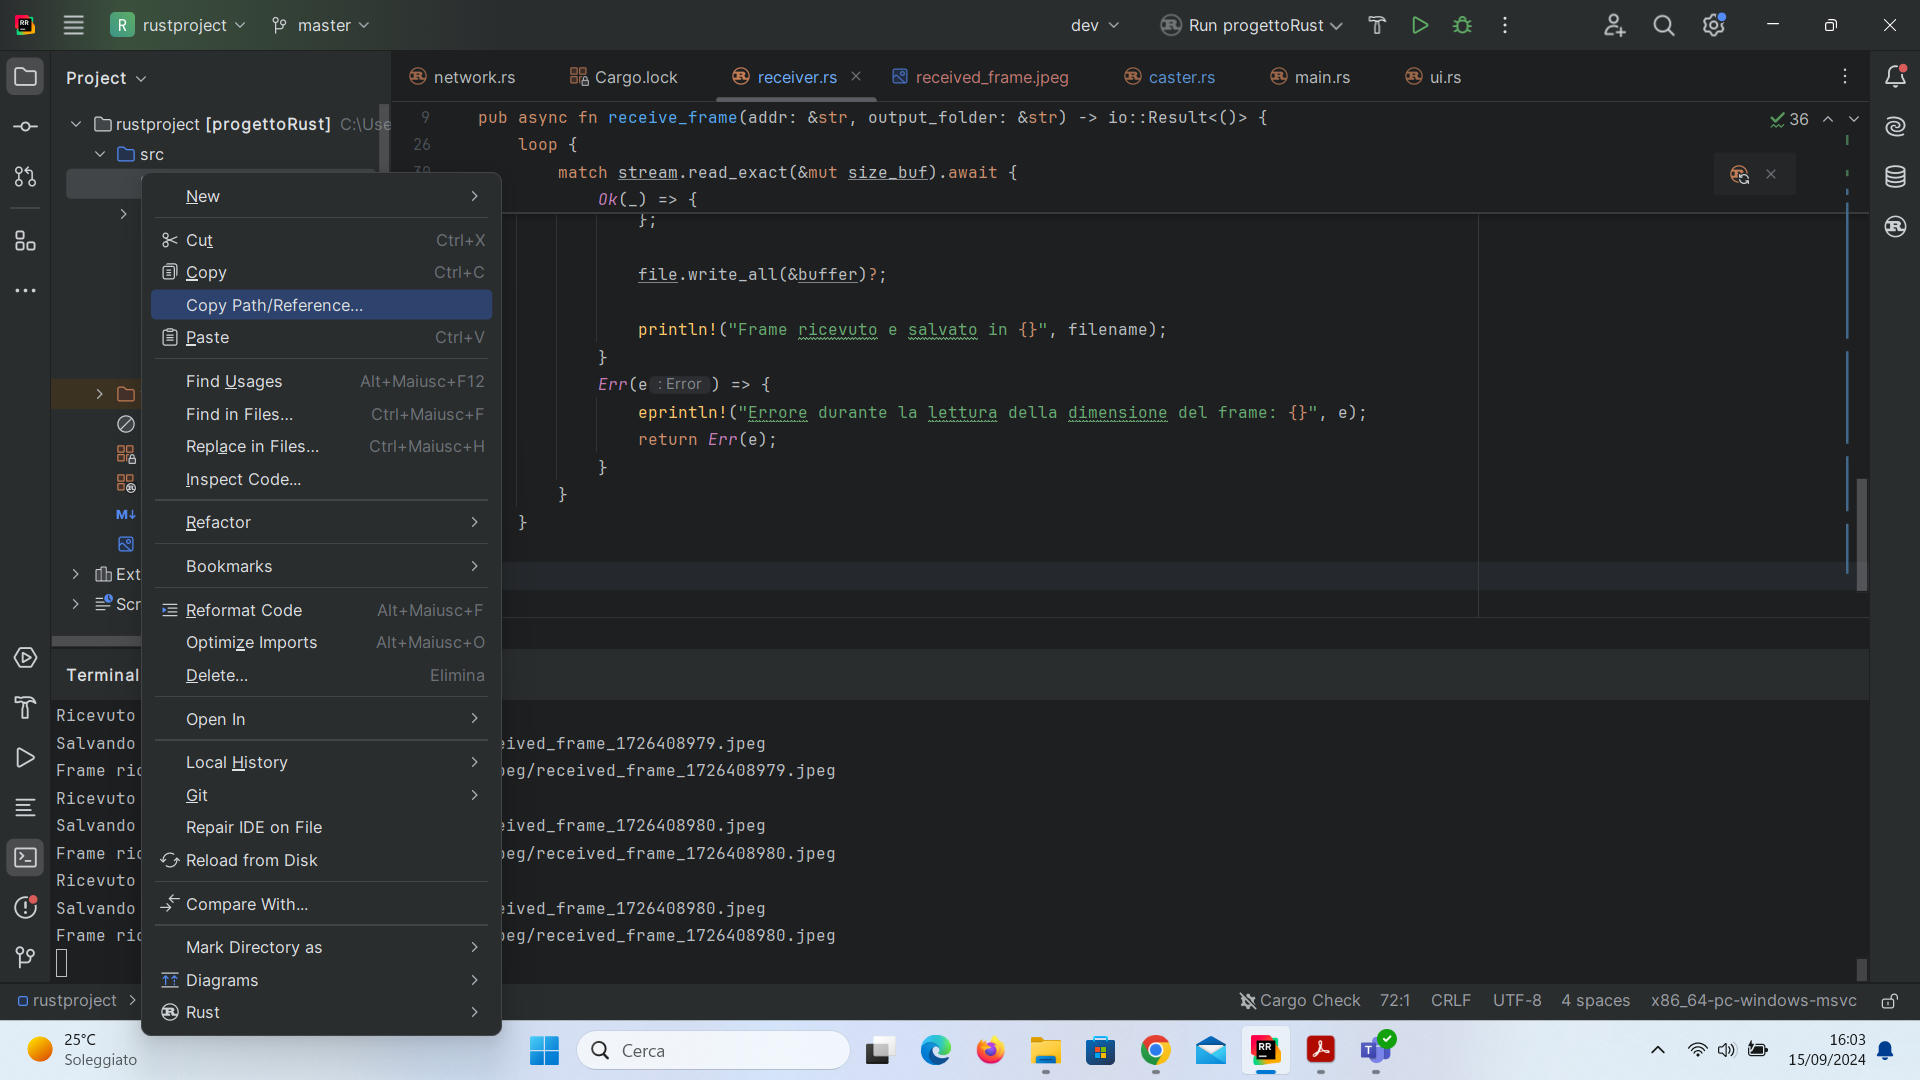 rustproject
master
dev
Run progettoRust
Project
network.rs
Cargo.lock
receiver.rs
received_frame.jpeg
caster.rs
main.rs
ui.rs
rustproject [progettoRust] C:\Use
src
9 pub async fn receive_frame(addr: &str, output_folder: &str) -> io::Result<()> {
36
26 loop {
match stream.read_exact(&mut size_buf).await {
Ok(_) => {
};
file.write_all(&buffer)?;
println!("Frame ricevuto e salvato in {}", filename);
}
Err(e : Error ) => {
eprintln!("Errore durante la lettura della dimensione del frame: {}", e);
return Err(e);
}
}
}
New
Cut Ctrl+X
Copy Ctrl+C
Copy Path/Reference...
Paste Ctrl+V
Find Usages Alt+Maiusc+F12
Find in Files... Ctrl+Maiusc+F
Replace in Files... Ctrl+Maiusc+H
Inspect Code...
Refactor
Bookmarks
Reformat Code Alt+Maiusc+F
Optimize Imports Alt+Maiusc+O
Delete... Elimina
Open In
Local History
Git
Repair IDE on File
Reload from Disk
Compare With...
Mark Directory as
Diagrams
Rust
M↓
Ext
Scr
Terminal
Ricevuto
Salvando eived_frame_1726408979.jpeg
Frame ric peg/received_frame_1726408979.jpeg
Ricevuto
Salvando eived_frame_1726408980.jpeg
Frame ric peg/received_frame_1726408980.jpeg
Ricevuto
Salvando eived_frame_1726408980.jpeg
Frame ric peg/received_frame_1726408980.jpeg
rustproject
Cargo Check 72:1 CRLF UTF-8 4 spaces x86_64-pc-windows-msvc
25°C
Soleggiato
Cerca
16:03
15/09/2024